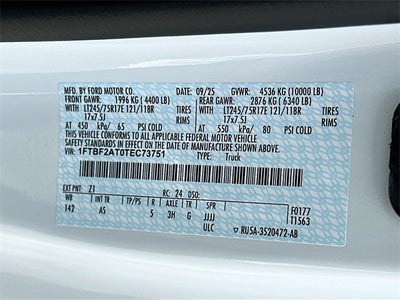 MFD. BY FORD MOTOR CO. 09/25 GVWR: 4536 KG (10000 LB)
FRONT GAWR: 1996 KG (4400 LB) REAR GAWR: 2876 KG (6340 LB)
LT245/75R17E 121/118R TIRES LT245/75R17E 121/118R TIRES
17x7.5J RIMS 17x7.5J RIMS
AT 450 kPa/ 65 PSI COLD AT 550 kPa/ 80 PSI COLD
THIS VEHICLE CONFORMS TO ALL APPLICABLE FEDERAL MOTOR
VEHICLE SAFETY STANDARDS IN EFFECT ON THE DATE OF MANUFACTURE SHOWN ABOVE.
VIN: 1FTBF2AT0TEC73751 TYPE: Truck
EXT PNT: Z1 RC: 24 DSO:
WB INT TR TP/PS R AXLE TR SPR F0177
142 AS 5 3H G JJJJ T1563
ULC RU5A-3520472-AB